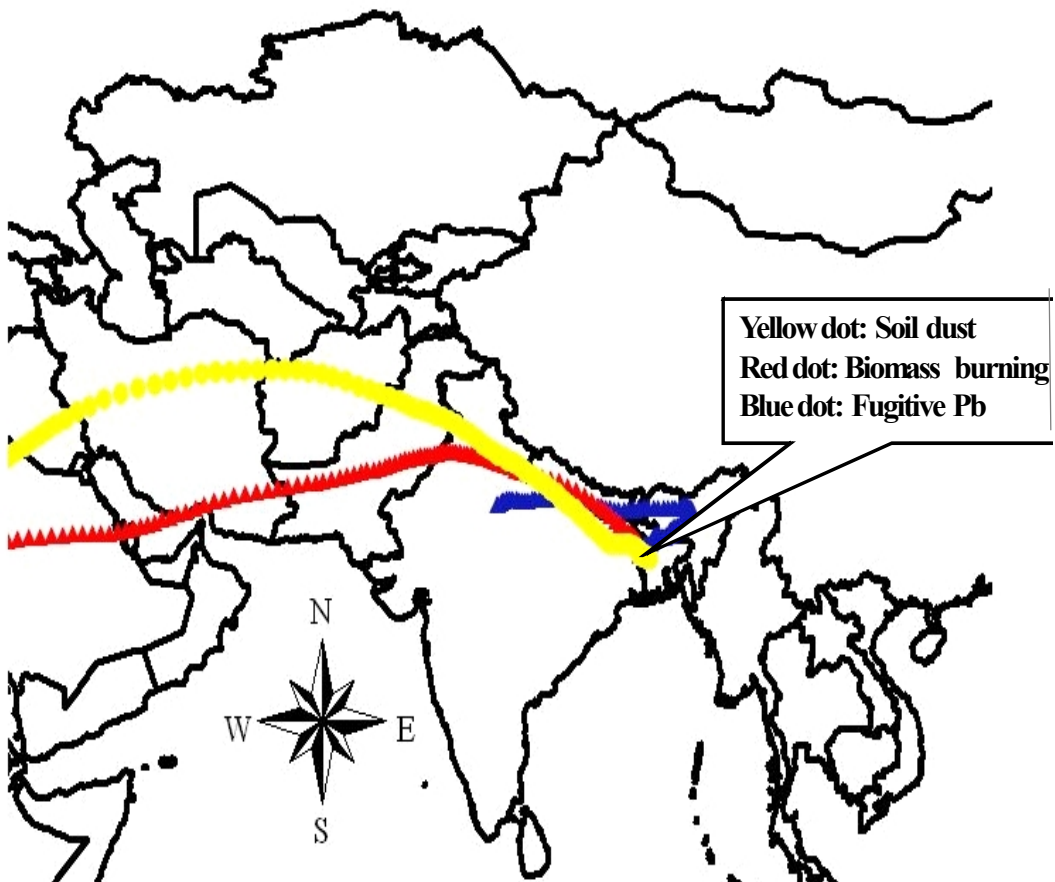 Yellow dot: Soil dust
Red dot: Biomass burning
Blue dot: Fugitive Pb
N
W E
S